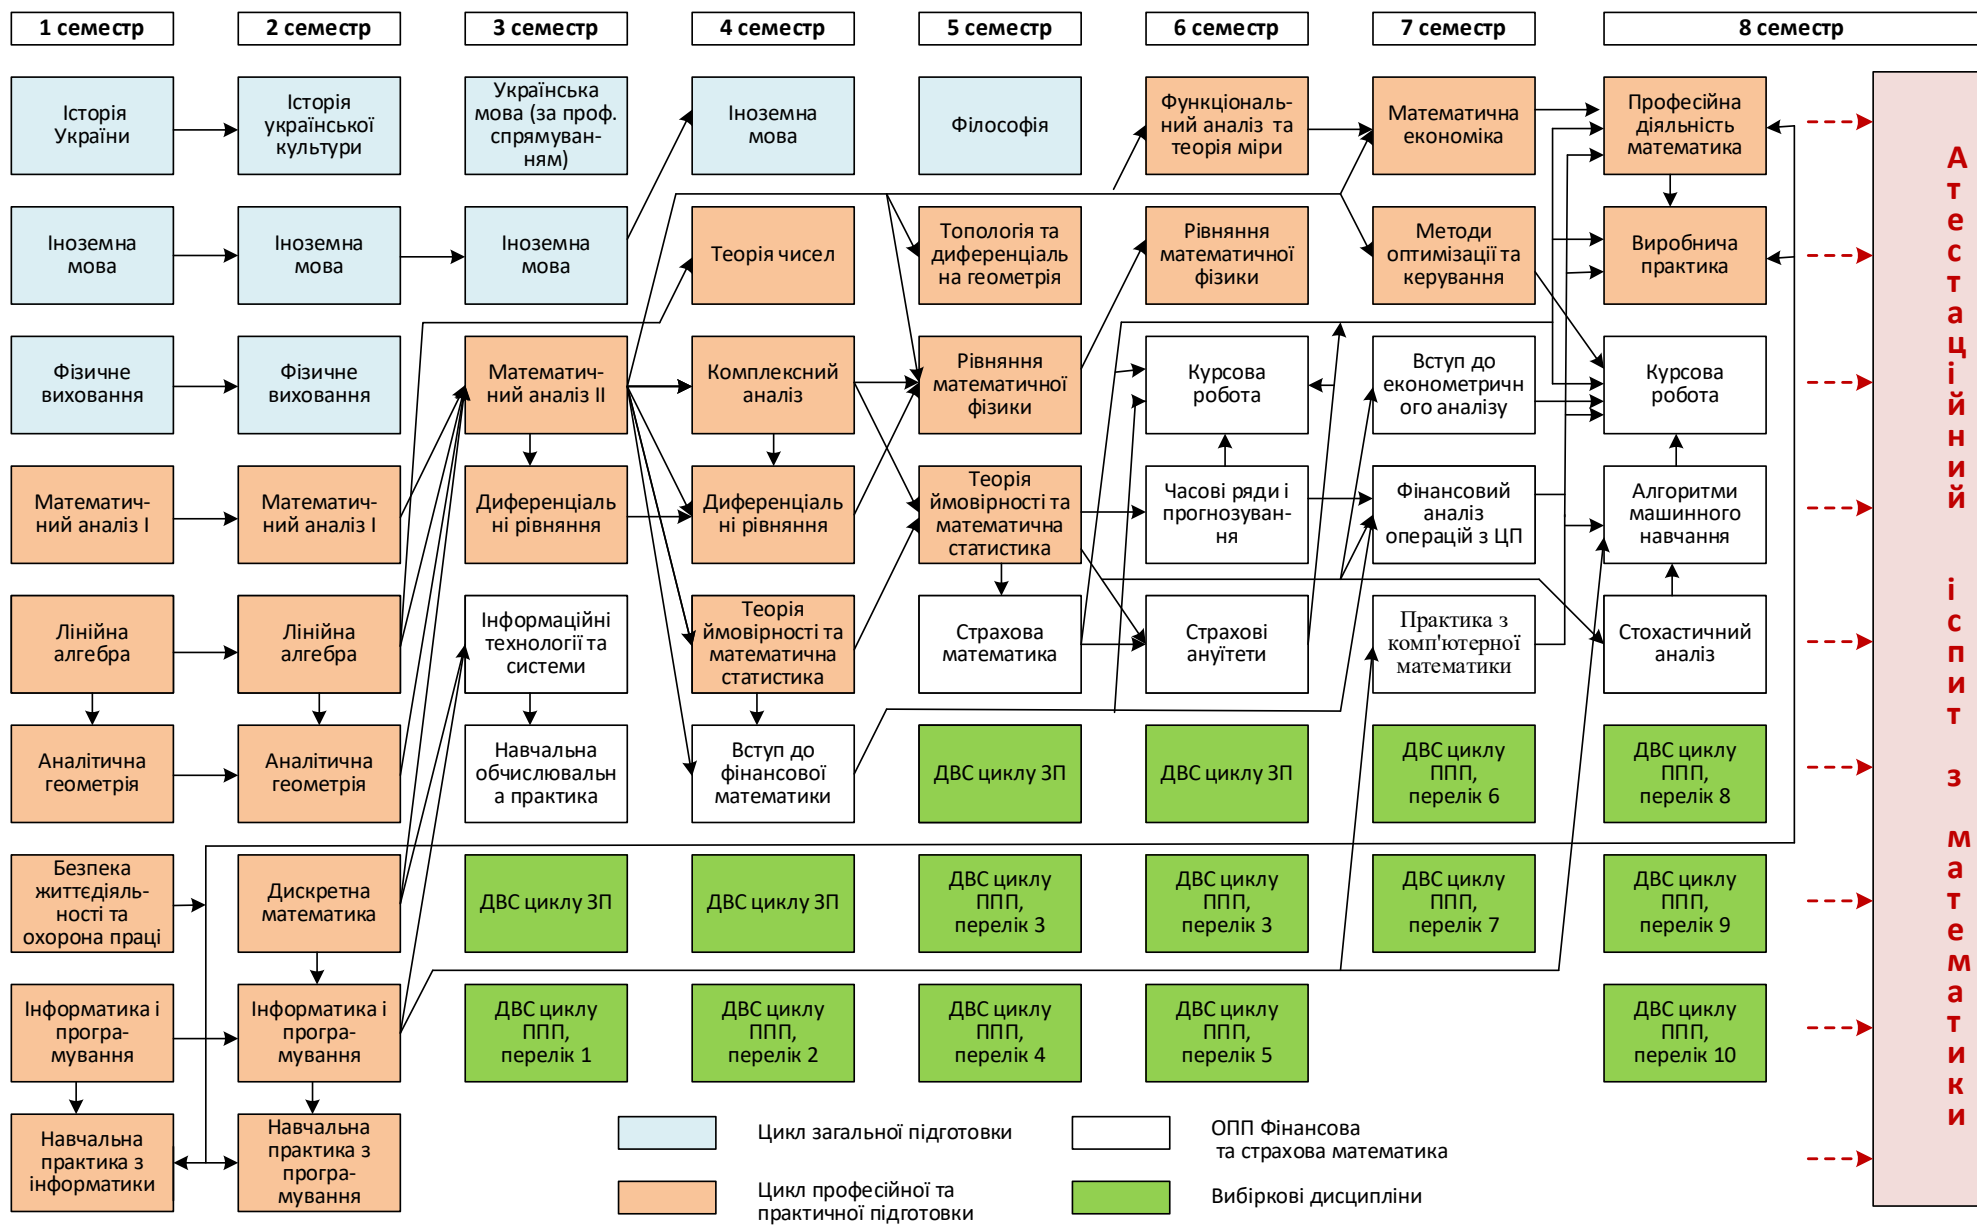 1 семестр
2 семестр
3 семестр
4 семестр
5 семестр
6 семестр
7 семестр
8 семестр
Історія
України
Історія
української
культури
Українська
мова (за проф.
спрямуван-
ням)
Іноземна
мова
Філософія
Функціональ-
ний аналіз та
теорія міри
Математична
економіка
Професійна
діяльність
математика
Іноземна
мова
Іноземна
мова
Іноземна
мова
Теорія чисел
Топологія та
диференціаль
на геометрія
Рівняння
математичної
фізики
Методи
оптимізації та
керування
Виробнича
практика
Фізичне
виховання
Фізичне
виховання
Математич-
ний аналіз ІІ
Комплексний
аналіз
Рівняння
математичної
фізики
Курсова
робота
Вступ до
економетричн
ого аналізу
Курсова
робота
Математич-
ний аналіз І
Математич-
ний аналіз І
Диференціаль
ні рівняння
Диференціаль
ні рівняння
Теорія
ймовірності та
математична
статистика
Часові ряди і
прогнозуван-
ня
Фінансовий
аналіз
операцій з ЦП
Алгоритми
машинного
навчання
Лінійна
алгебра
Лінійна
алгебра
Інформаційні
технології та
системи
Теорія
ймовірності та
математична
статистика
Страхова
математика
Страхові
ануїтети
Практика з
комп'ютерної
математики
Стохастичний
аналіз
Аналітична
геометрія
Аналітична
геометрія
Навчальна
обчислювальн
а практика
Вступ до
фінансової
математики
ДВС циклу ЗП
ДВС циклу ЗП
ДВС циклу
ППП,
перелік 6
ДВС циклу
ППП,
перелік 8
Безпека
життєдіяль-
ності та
охорона праці
Дискретна
математика
ДВС циклу ЗП
ДВС циклу ЗП
ДВС циклу
ППП,
перелік 3
ДВС циклу
ППП,
перелік 3
ДВС циклу
ППП,
перелік 7
ДВС циклу
ППП,
перелік 9
Інформатика і
програ-
мування
Інформатика і
програ-
мування
ДВС циклу
ППП,
перелік 1
ДВС циклу
ППП,
перелік 2
ДВС циклу
ППП,
перелік 4
ДВС циклу
ППП,
перелік 5
ДВС циклу
ППП,
перелік 10
Навчальна
практика з
інформатики
Навчальна
практика з
програ-
мування
Цикл загальної підготовки
ОПП Фінансова
та страхова математика
Цикл професійної та
практичної підготовки
Вибіркові дисципліни
Атестаційний іспит з математики